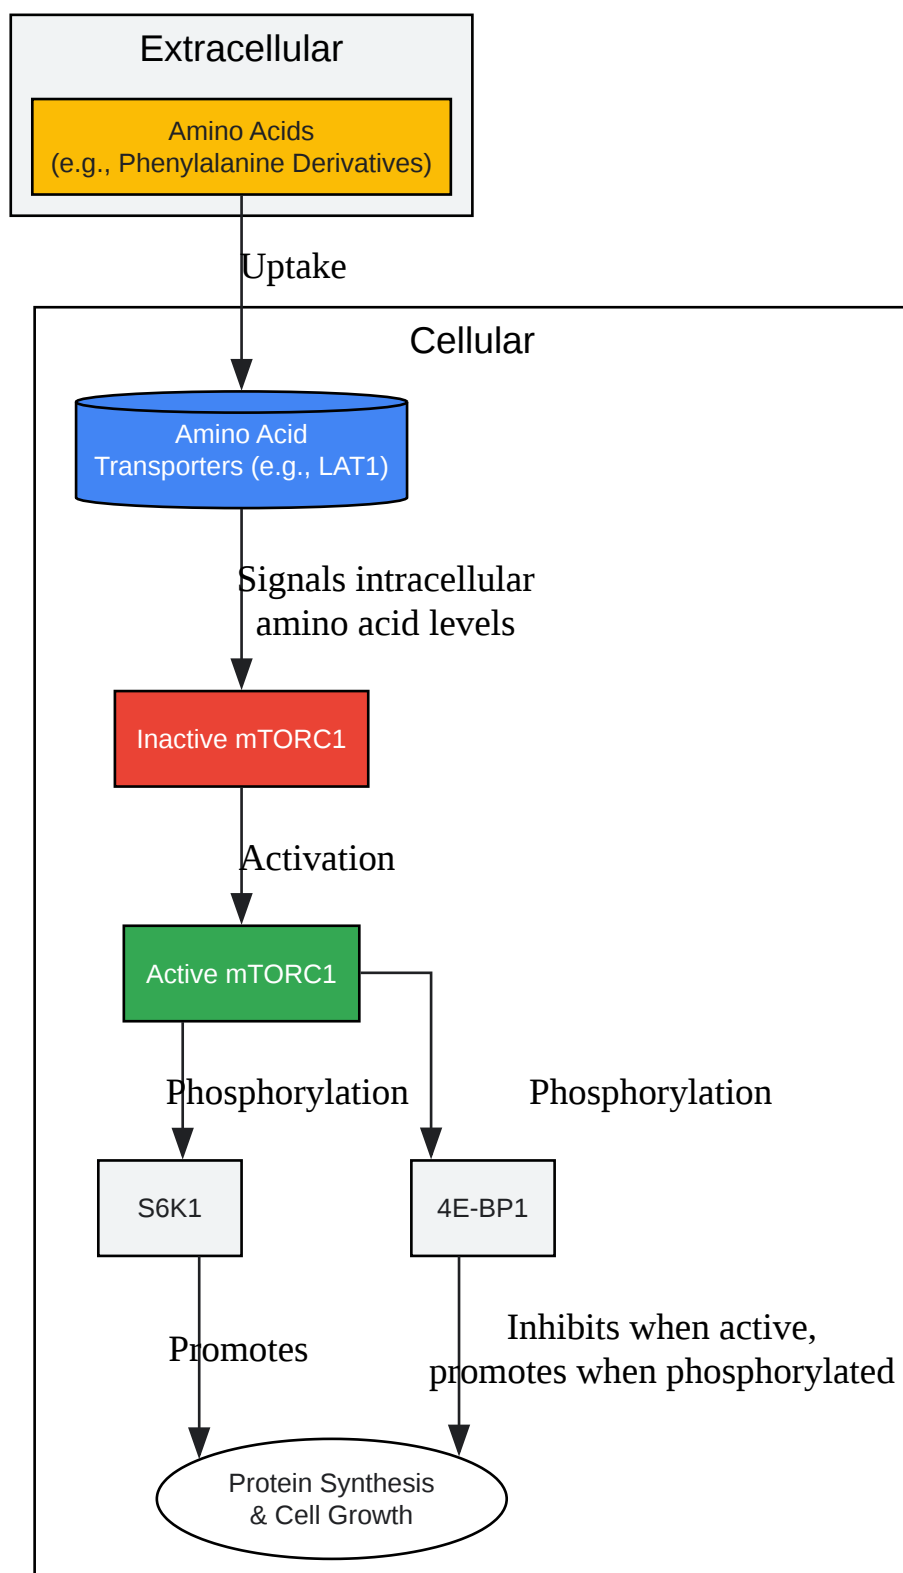 Extracellular
Amino Acids
(e.g., Phenylalanine Derivatives)
Uptake
Cellular
Amino Acid
Transporters (e.g., LAT1)
Signals intracellular
amino acid levels
Inactive mTORC1
Activation
Active mTORC1
Phosphorylation
Phosphorylation
S6K1
4E-BP1
Promotes
Inhibits when active,
promotes when phosphorylated
Protein Synthesis
& Cell Growth